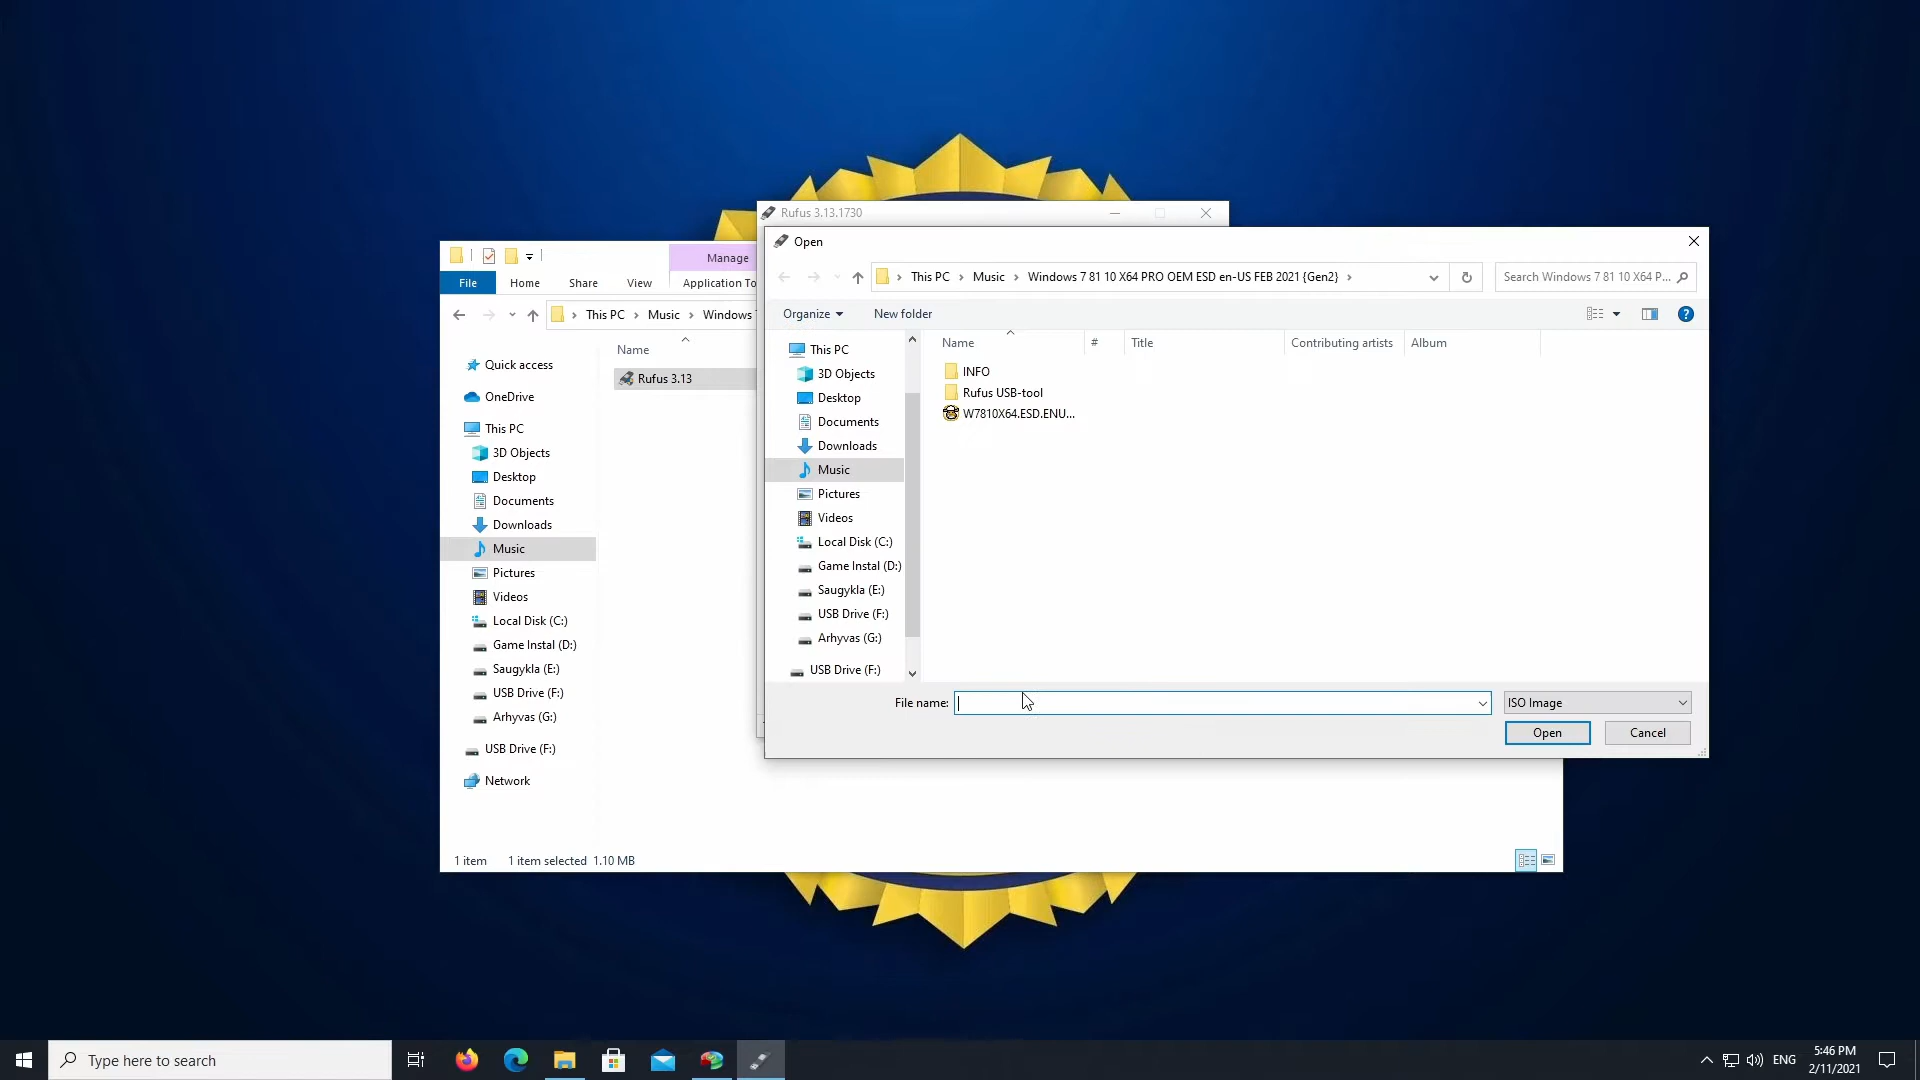 Rufus 3.13.1730
Manage
File
Home
Share
View
Application To
This PC
Music
Windows 7
Quick access
OneDrive
This PC
3D Objects
Desktop
Documents
Downloads
Music
Pictures
Videos
Local Disk (C:)
Game Instal (D:)
Saugykla (E:)
USB Drive (F:)
Arhyvas (G:)
USB Drive (F:)
Network
Name
Rufus 3.13
1 item
1 item selected 1.10 MB
Open
This PC
Music
Windows 7 81 10 X64 PRO OEM ESD en-US FEB 2021 {Gen2}
Search Windows 7 81 10 X64 P...
Organize
New folder
This PC
3D Objects
Desktop
Documents
Downloads
Music
Pictures
Videos
Local Disk (C:)
Game Instal (D:)
Saugykla (E:)
USB Drive (F:)
Arhyvas (G:)
USB Drive (F:)
Name
#
Title
Contributing artists
Album
INFO
Rufus USB-tool
W7810X64.ESD.ENU...
File name:
ISO Image
Open
Cancel
Type here to search
ENG
5:46 PM
2/11/2021